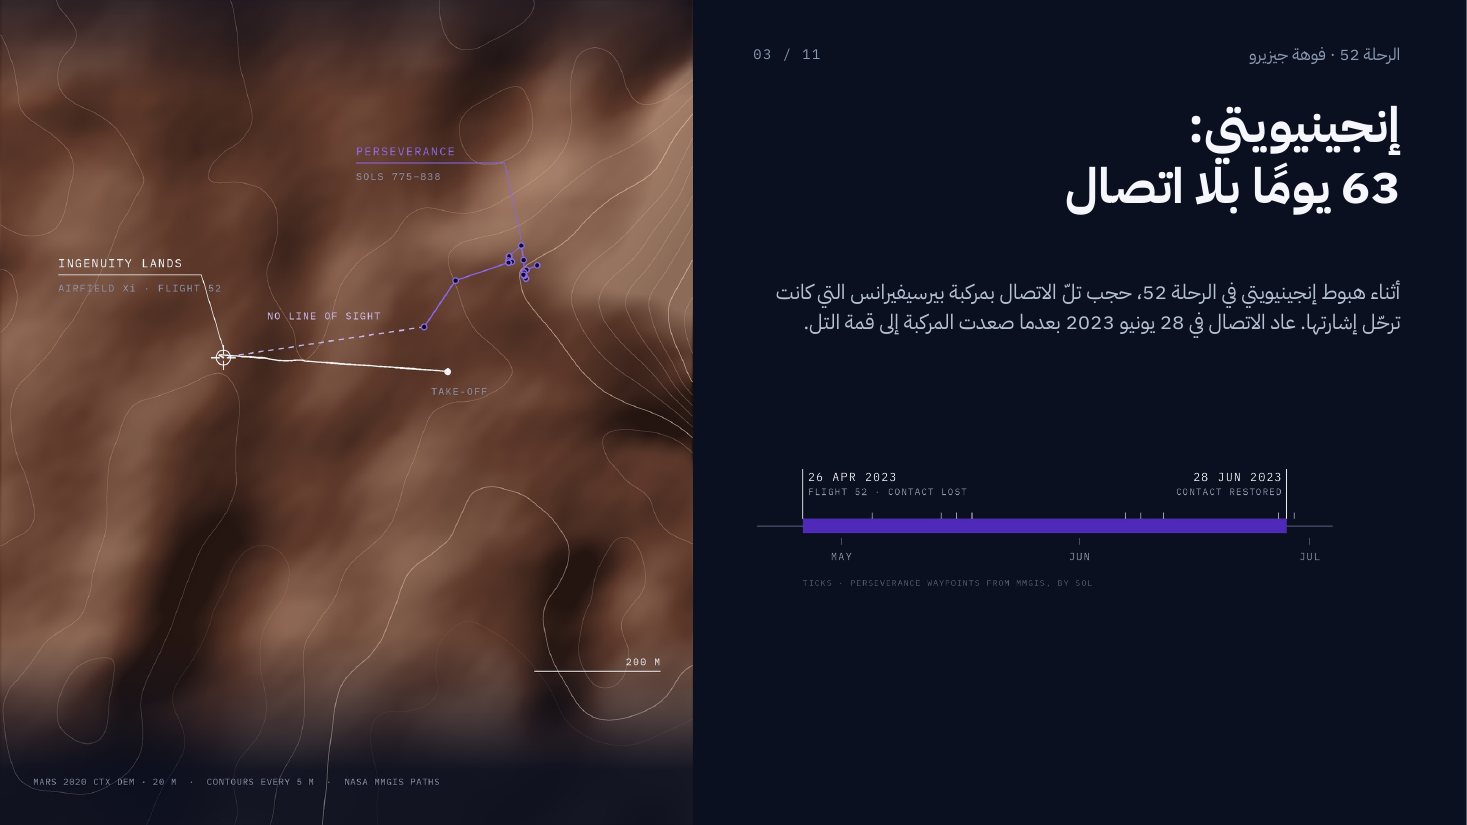 الرحلة 52 · فوهة جيزيرو
03 / 11
إنجينيويتي:
63 يومًا بلا اتصال
أثناء هبوط إنجينيويتي في الرحلة 52، حجب تلّ الاتصال بمركبة بيرسيفيرانس التي كانت
ترحّل إشارتها. عاد الاتصال في 28 يونيو 2023 بعدما صعدت المركبة إلى قمة التل.
26 APR 2023
FLIGHT 52 · CONTACT LOST
28 JUN 2023
CONTACT RESTORED
MAY
JUN
JUL
TICKS · PERSEVERANCE WAYPOINTS FROM MMGIS, BY SOL
PERSEVERANCE
SOLS 775–838
INGENUITY LANDS
AIRFIELD Xi · FLIGHT 52
NO LINE OF SIGHT
TAKE-OFF
200 M
MARS 2020 CTX DEM · 20 M · CONTOURS EVERY 5 M · NASA MMGIS PATHS